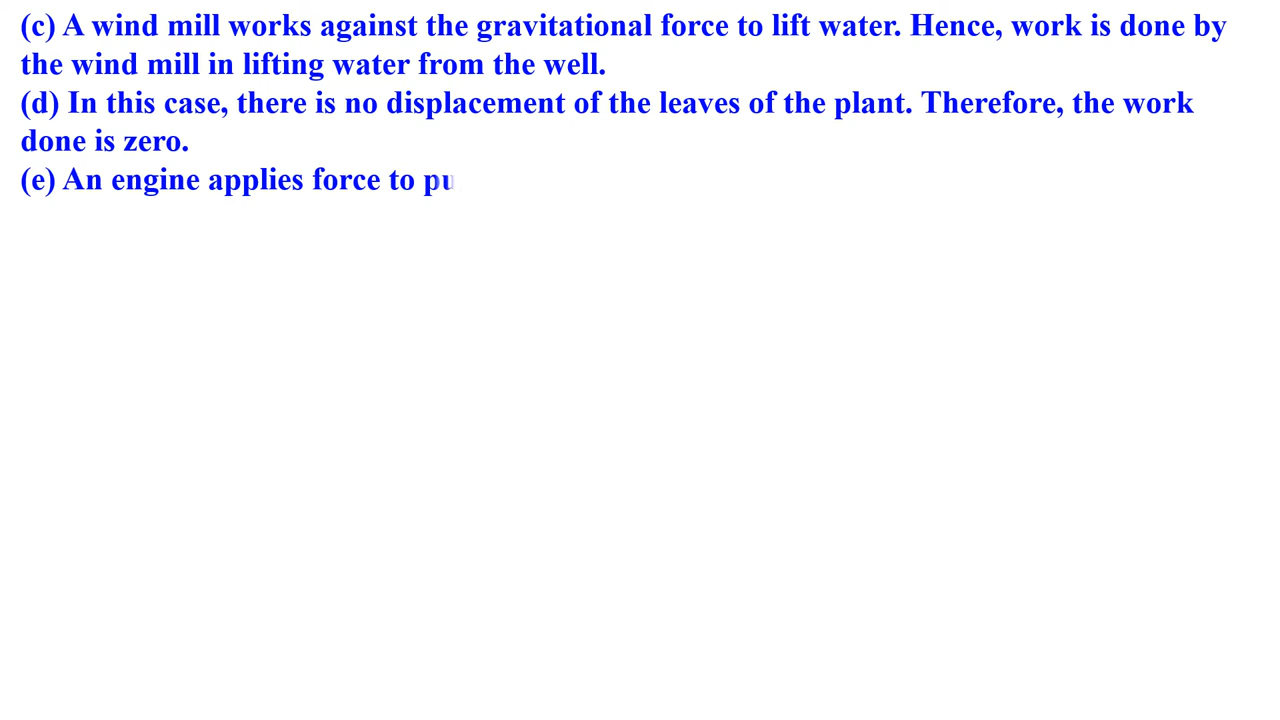 (c) A wind mill works against the gravitational force to lift water. Hence, work is done by
the wind mill in lifting water from the well.
(d) In this case, there is no displacement of the leaves of the plant. Therefore, the work
done is zero.
(e) An engine applies force to pu